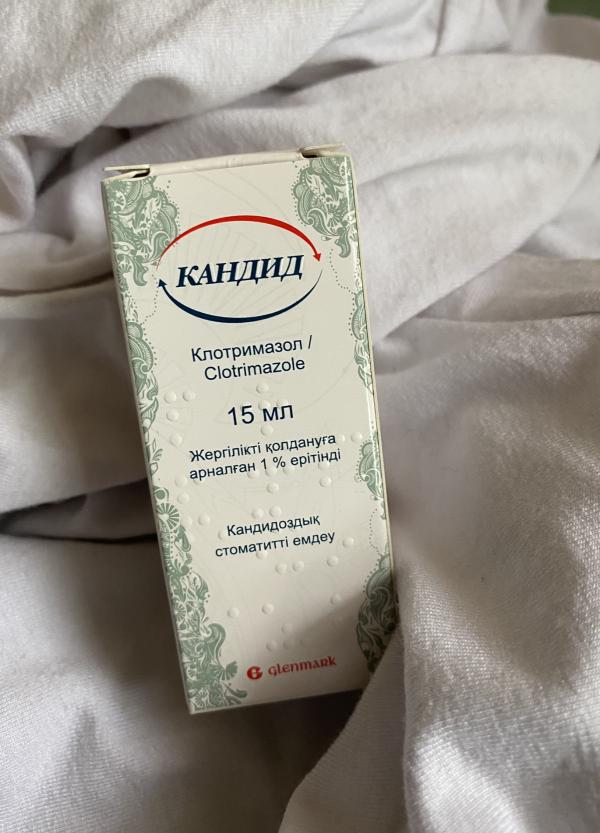 КАНДИД
Клотримазол /
Clotrimazole
15 мл
Жергілікті қолдануға
арналған 1 % ерітінді
Кандидоздық
стоматитті емдеу
glenmark